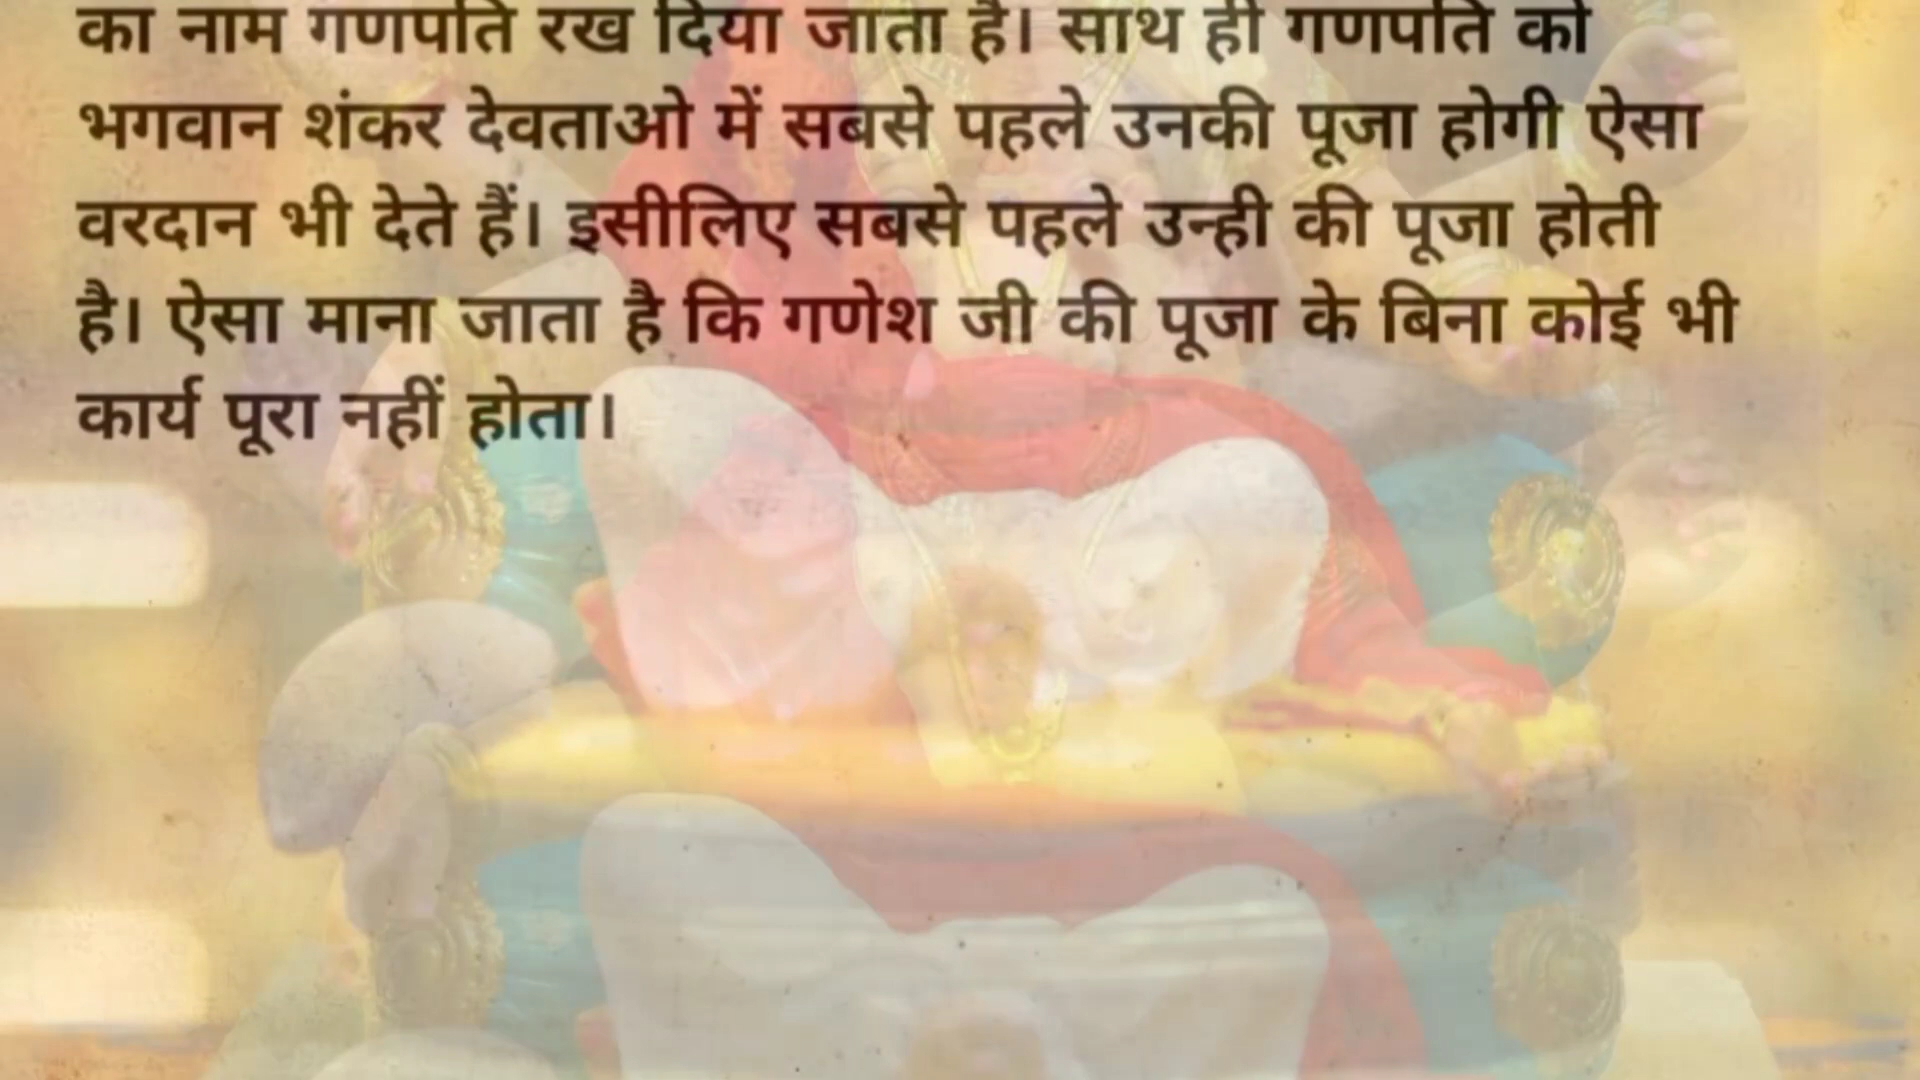 का नाम गणपति रख दिया जाता है। साथ ही गणपति को
भगवान शंकर देवताओ में सबसे पहले उनकी पूजा होगी ऐसा
वरदान भी देते हैं। इसीलिए सबसे पहले उन्ही की पूजा होती
है। ऐसा माना जाता है कि गणेश जी की पूजा के बिना कोई भी
कार्य पूरा नहीं होता।